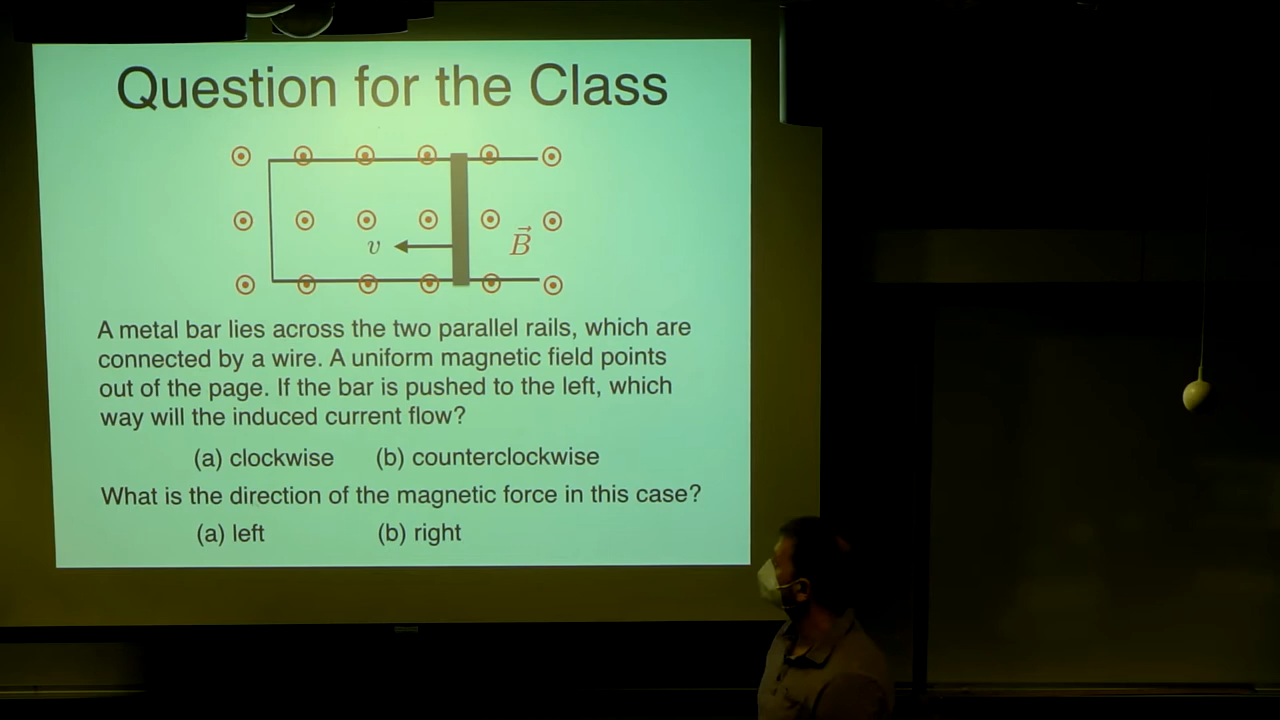 Question for the Class
v
B⃗
A metal bar lies across the two parallel rails, which are
connected by a wire. A uniform magnetic field points
out of the page. If the bar is pushed to the left, which
way will the induced current flow?
(a) clockwise (b) counterclockwise
What is the direction of the magnetic force in this case?
(a) left (b) right